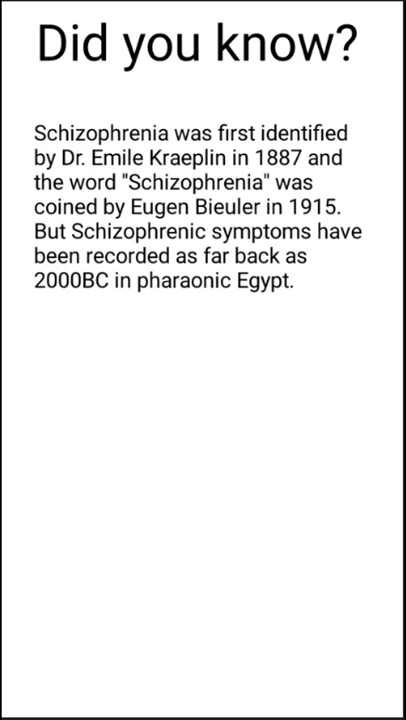 Did you know?
Schizophrenia was first identified
by Dr. Emile Kraeplin in 1887 and
the word "Schizophrenia" was
coined by Eugen Bieuler in 1915.
But Schizophrenic symptoms have
been recorded as far back as
2000BC in pharaonic Egypt.